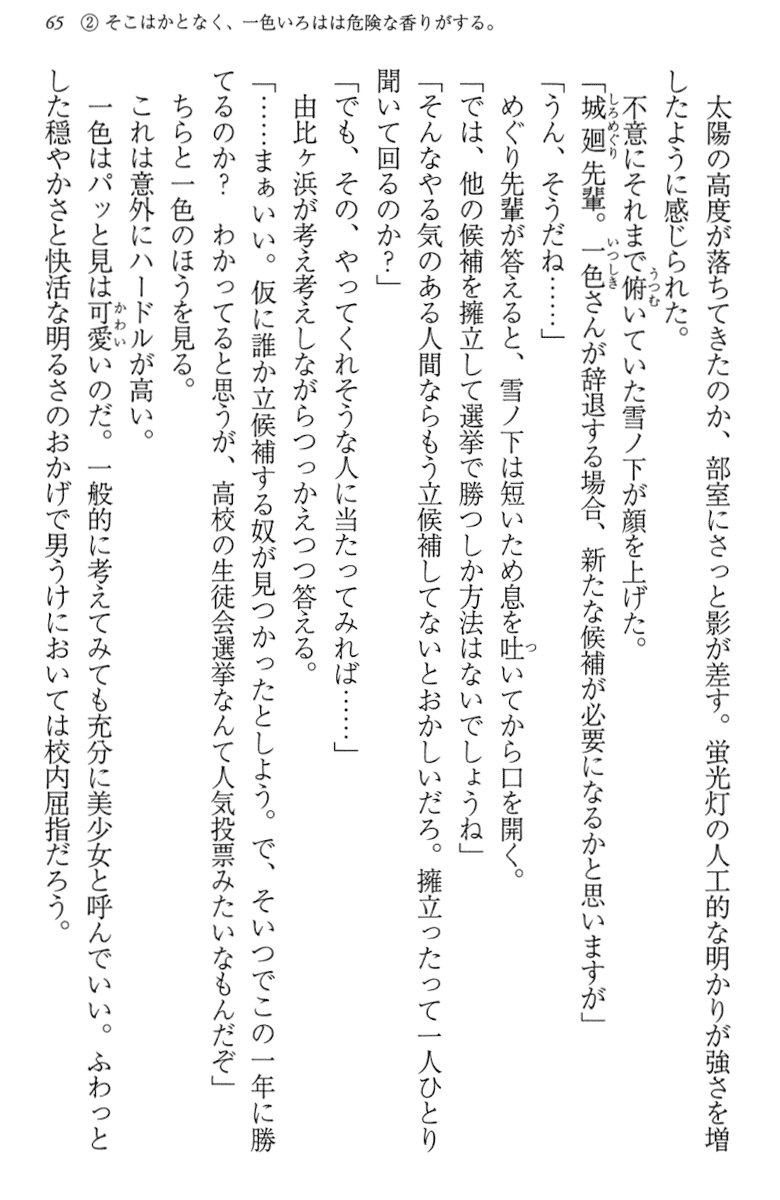 65　② そこはかとなく、一色いろはは危険な香りがする。
　太陽の高度が落ちてきたのか、部室にさっと影が差す。蛍光灯の人工的な明かりが強さを増
したように感じられた。
　不意にそれまで俯いていた雪ノ下が顔を上げた。
「城廻先輩。一色さんが辞退する場合、新たな候補が必要になるかと思いますが」
「うん、そうだね……」
　めぐり先輩が答えると、雪ノ下は短いため息を吐いてから口を開く。
「では、他の候補を擁立して選挙で勝つしか方法はないでしょうね」
「そんなやる気のある人間ならもう立候補してないとおかしいだろ。擁立ったって一人ひとり
聞いて回るのか？」
「でも、その、やってくれそうな人に当たってみれば……」
　由比ヶ浜が考え考えしながらつっかえつつ答える。
「……まぁいい。仮に誰か立候補する奴が見つかったとしよう。で、そいつでこの一年に勝
てるのか？　わかってると思うが、高校の生徒会選挙なんて人気投票みたいなもんだぞ」
　ちらと一色のほうを見る。
　これは意外にハードルが高い。
　一色はパッと見は可愛いのだ。一般的に考えてみても充分に美少女と呼んでいい。ふわっと
した穏やかさと快活な明るさのおかげで男うけにおいては校内屈指だろう。